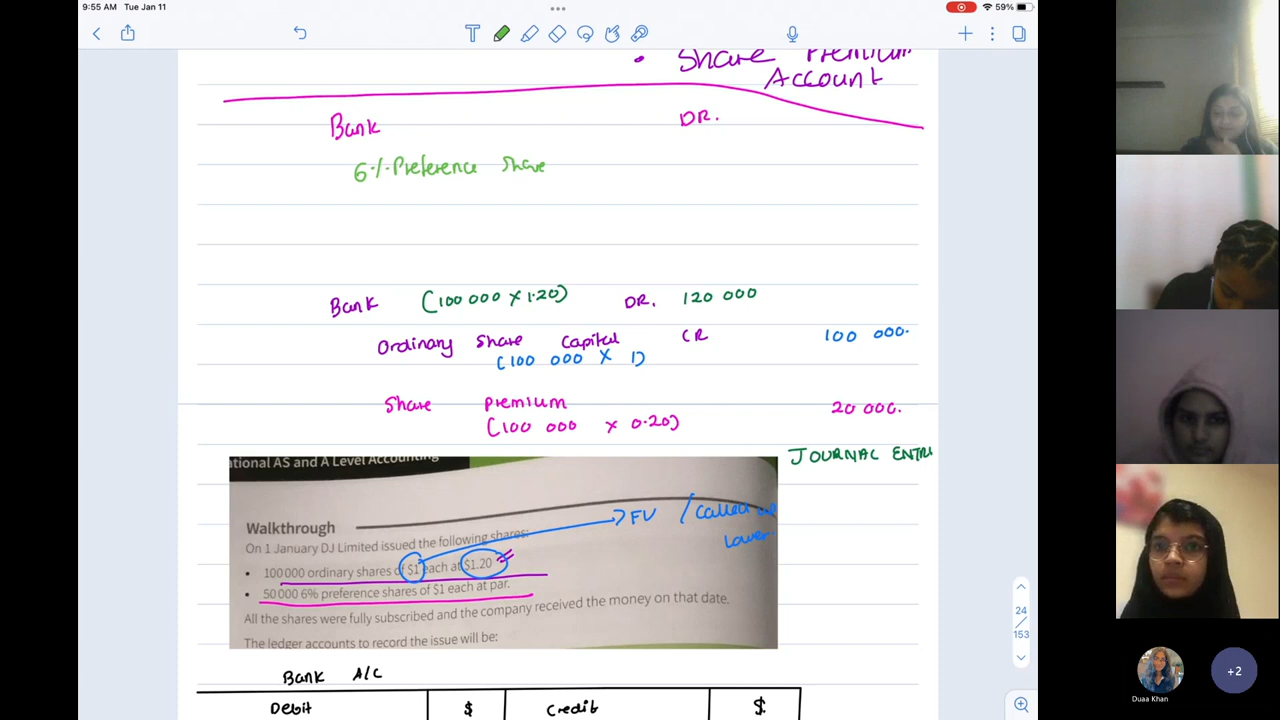 9:55 AM Tue Jan 11
59%
Share Premium
Account
Bank DR.
6% Preference Share
Bank (100 000 x 1.20) DR. 120 000
Ordinary Share Capital CR 100 000.
(100 000 x 1)
Share premium 20 000.
(100 000 x 0.20)
JOURNAL ENTR
ational AS and A Level Accounting
Walkthrough
FV / Called
lower
On 1 January DJ Limited issued the following shares:
• 100 000 ordinary shares of $1 each at $1.20
• 50 000 6% preference shares of $1 each at par.
All the shares were fully subscribed and the company received the money on that date.
The ledger accounts to record the issue will be:
Bank A/C
Debit $ Credit $
24
/
153
Duaa Khan
+2